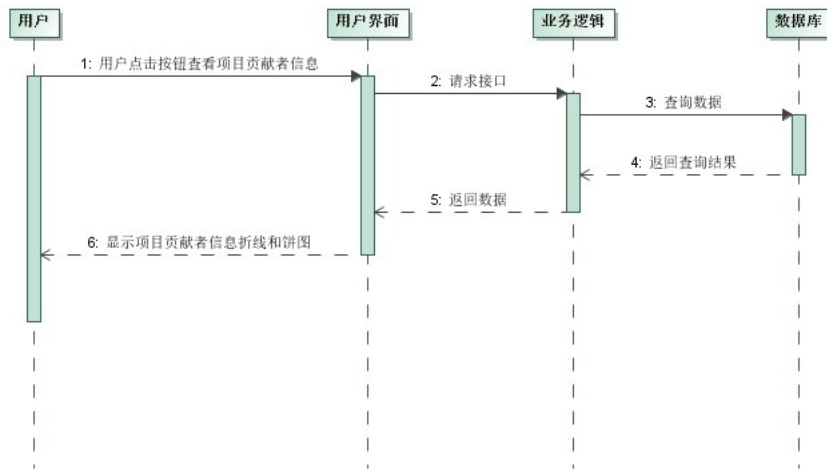 用户
用户界面
业务逻辑
数据库
1: 用户点击按钮查看项目贡献者信息
2: 请求接口
3: 查询数据
4: 返回查询结果
5: 返回数据
6: 显示项目贡献者信息折线和饼图